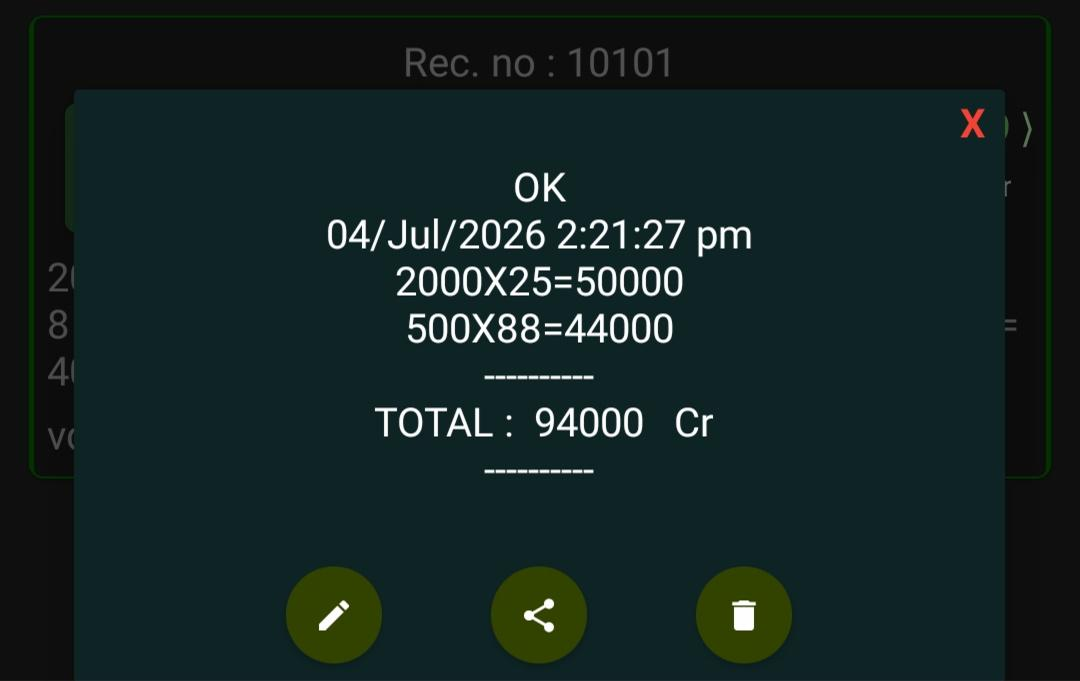 Rec. no : 10101
X
OK
04/Jul/2026 2:21:27 pm
2000X25=50000
500X88=44000
----------
TOTAL : 94000 Cr
----------